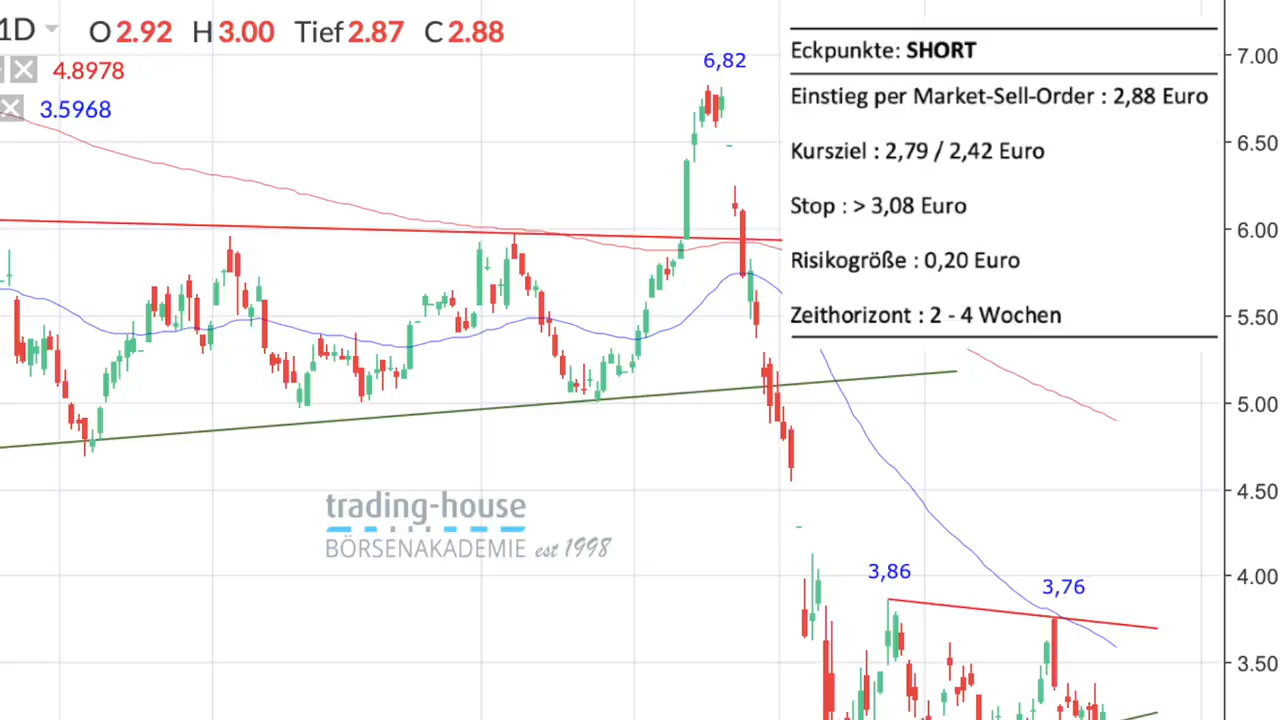 1D O 2.92 H 3.00 Tief 2.87 C 2.88
4.8978
3.5968
6,82
Eckpunkte: SHORT
Einstieg per Market-Sell-Order : 2,88 Euro
Kursziel : 2,79 / 2,42 Euro
Stop : > 3,08 Euro
Risikogröße : 0,20 Euro
Zeithorizont : 2 - 4 Wochen
7.00
6.50
6.00
5.50
5.00
4.50
4.00
3.50
trading-house
BÖRSENAKADEMIE est 1998
3,86
3,76